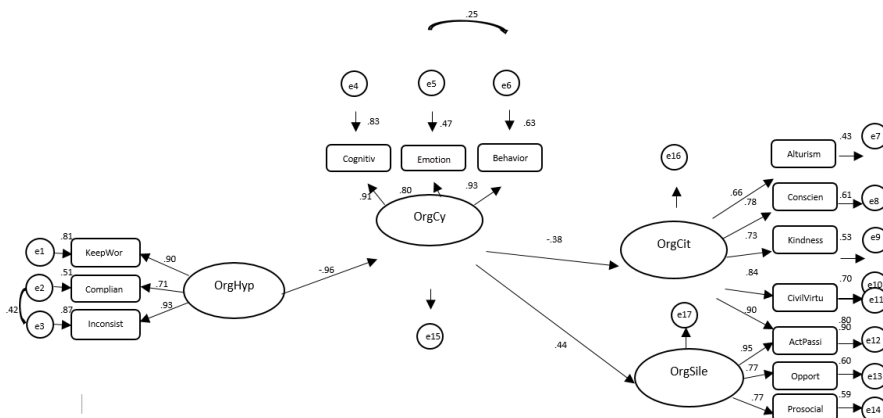 .25
e4
e5
e6
.83
.47
.63
Cognitiv
Emotion
Behavior
.91
.80
.93
OrgCy
e1
e2
e3
.42
.81
.51
.87
KeepWor
Complian
Inconsist
.90
.71
.93
OrgHyp
-.96
e15
-.38
.44
e16
OrgCit
e17
OrgSile
.66
.78
.73
.84
.90
.95
.77
.77
Alturism
Conscien
Kindness
CivilVirtu
ActPassi
Opport
Prosocial
.43
.61
.53
.70
.80
.90
.60
.59
e7
e8
e9
e10
e11
e12
e13
e14